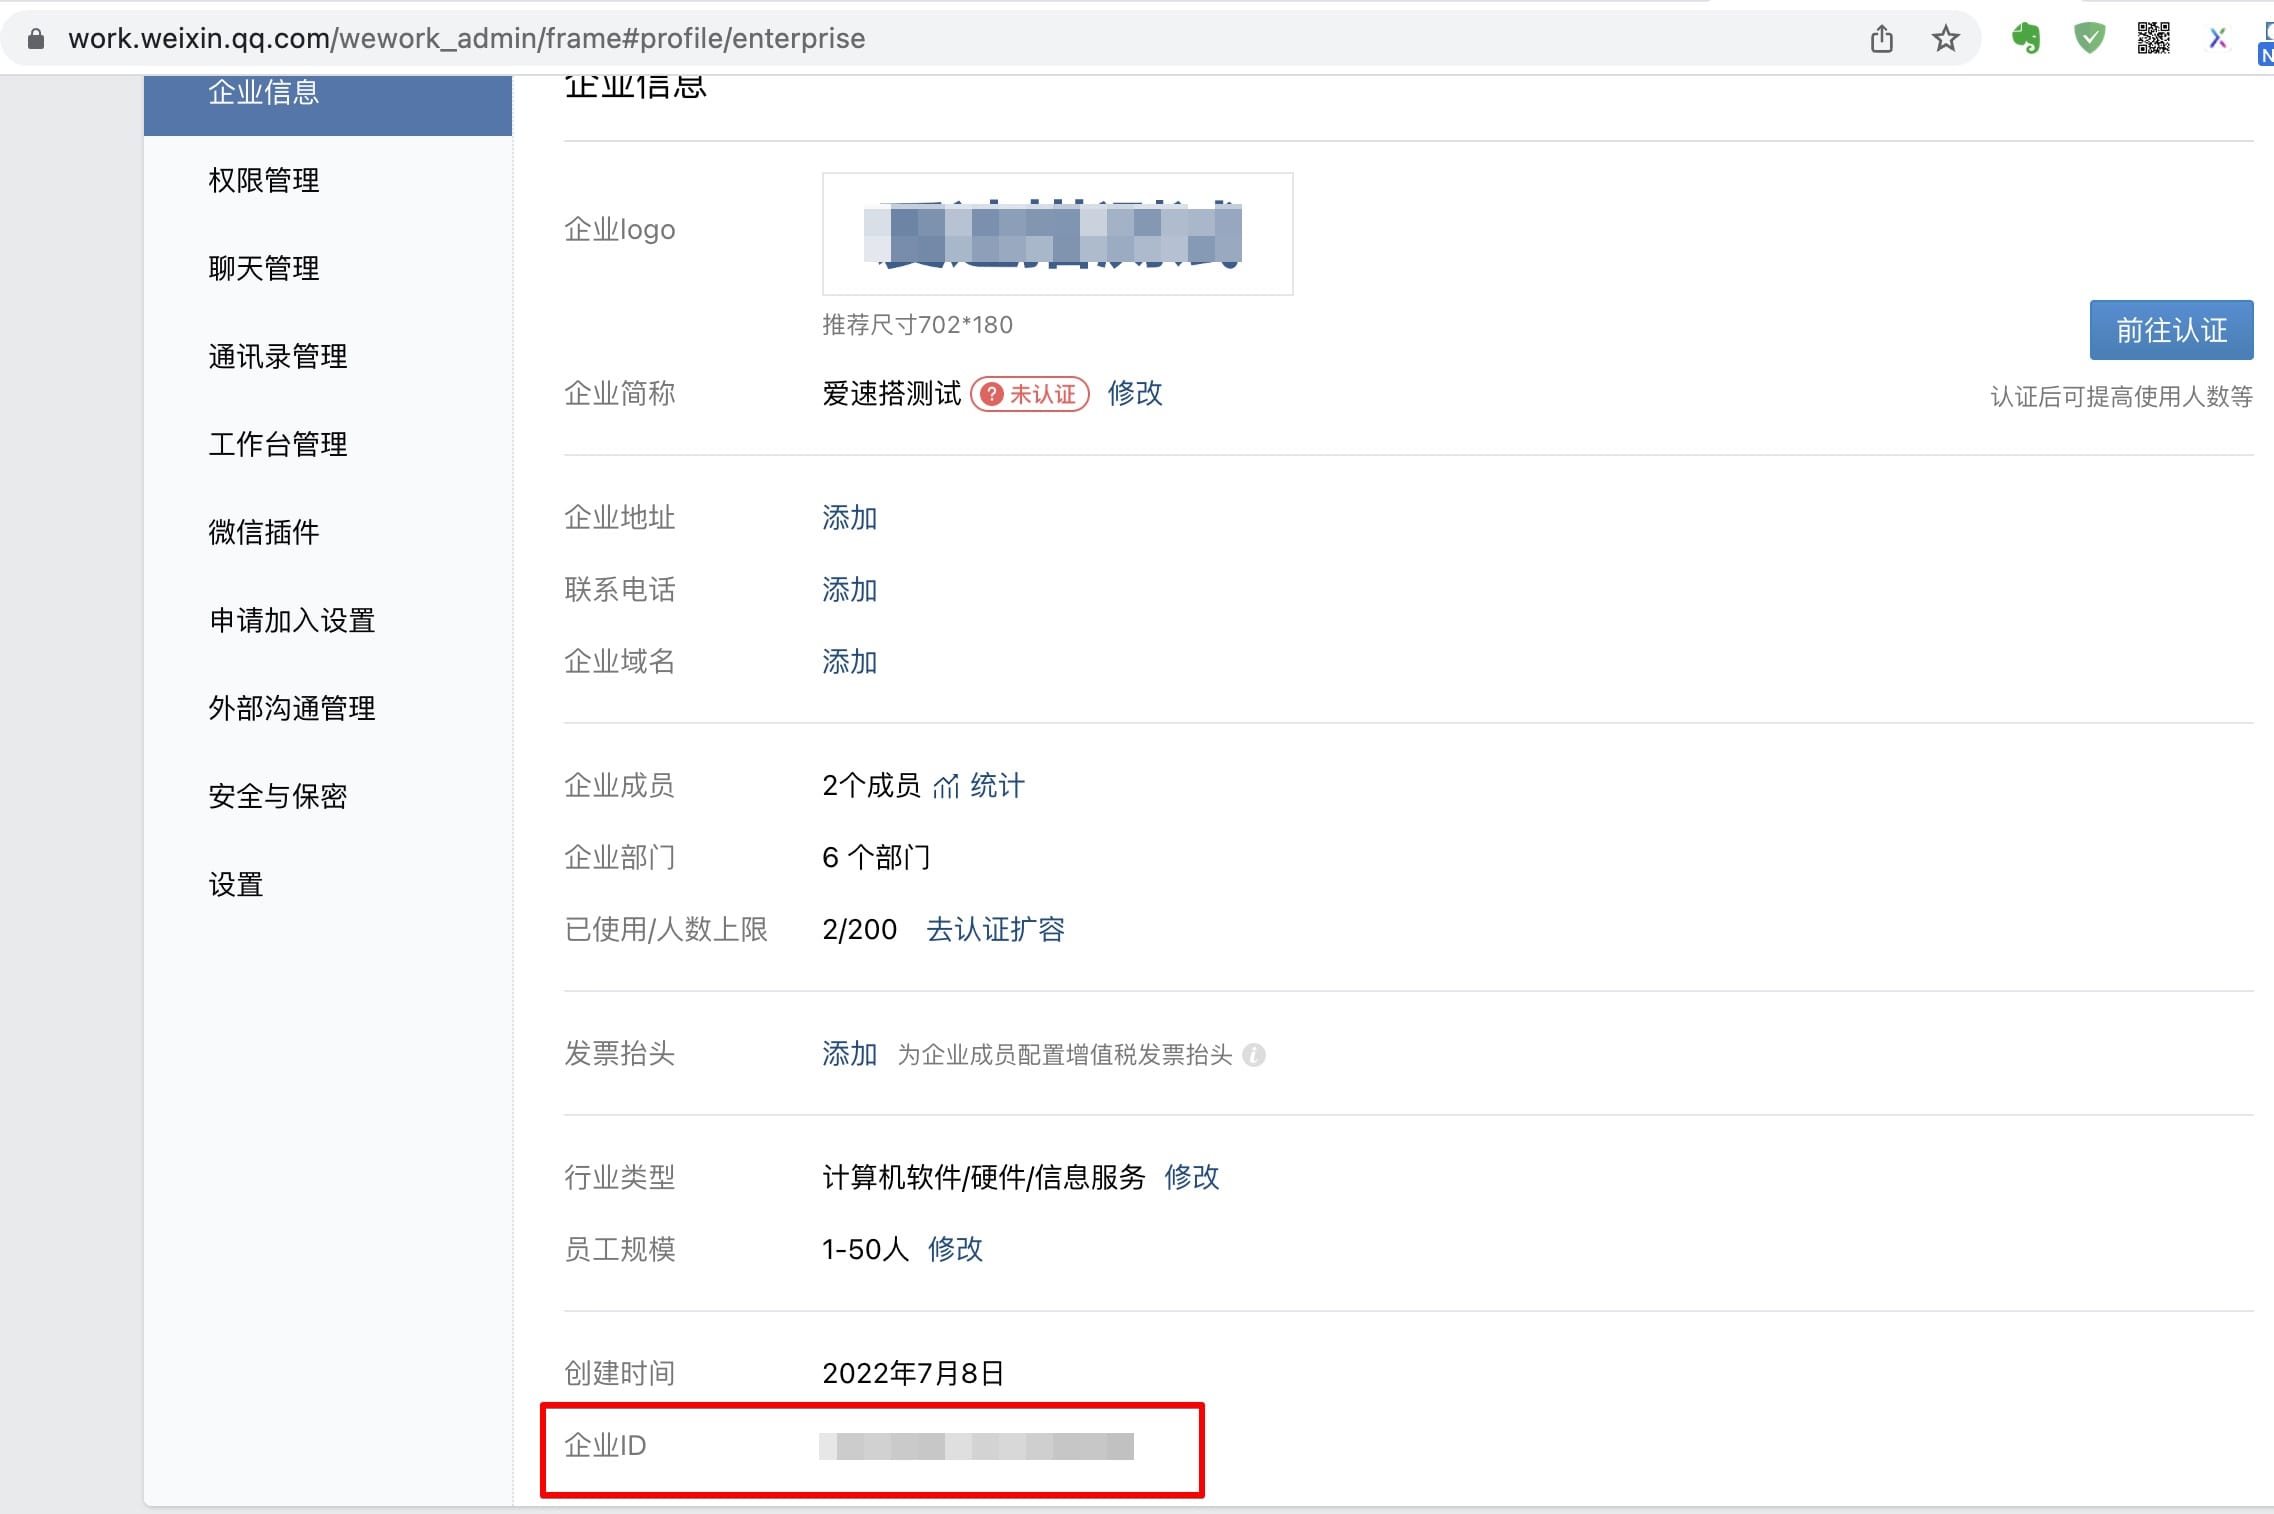 work.weixin.qq.com/wework_admin/frame#profile/enterprise
企业信息
权限管理
聊天管理
通讯录管理
工作台管理
微信插件
申请加入设置
外部沟通管理
安全与保密
设置
企业信息
企业logo
推荐尺寸702*180
前往认证
认证后可提高使用人数等
企业简称 爱速搭测试 未认证 修改
企业地址 添加
联系电话 添加
企业域名 添加
企业成员 2个成员 统计
企业部门 6 个部门
已使用/人数上限 2/200 去认证扩容
发票抬头 添加 为企业成员配置增值税发票抬头
行业类型 计算机软件/硬件/信息服务 修改
员工规模 1-50人 修改
创建时间 2022年7月8日
企业ID